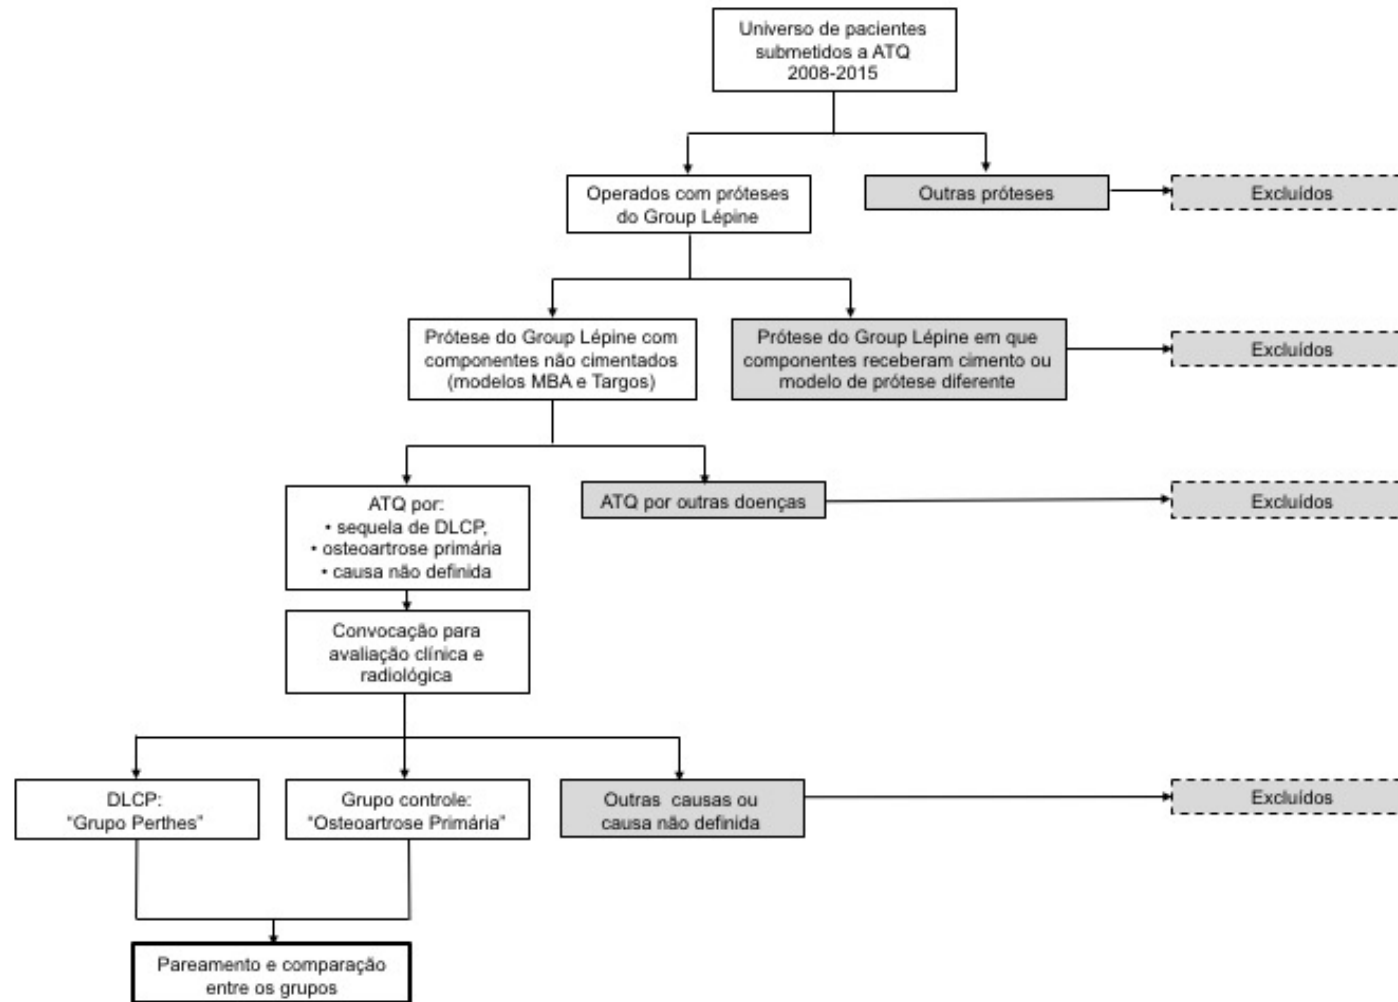 Universo de pacientes
submetidos a ATQ
2008-2015
Operados com próteses
do Group Lépine
Outras próteses
Excluídos
Prótese do Group Lépine com
componentes não cimentados
(modelos MBA e Targos)
Prótese do Group Lépine em que
componentes receberam cimento ou
modelo de prótese diferente
Excluídos
ATQ por:
• sequela de DLCP,
• osteoartrose primária
• causa não definida
ATQ por outras doenças
Excluídos
Convocação para
avaliação clínica e
radiológica
DLCP:
"Grupo Perthes"
Grupo controle:
"Osteoartrose Primária"
Outras causas ou
causa não definida
Excluídos
Pareamento e comparação
entre os grupos